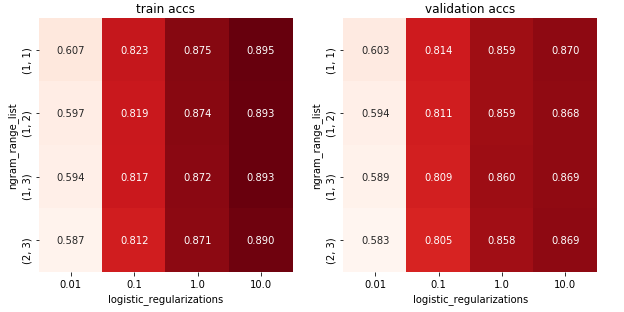 train accs
validation accs
ngram_range_list
(1, 1)
0.607 0.823 0.875 0.895
(1, 2)
0.597 0.819 0.874 0.893
(1, 3)
0.594 0.817 0.872 0.893
(2, 3)
0.587 0.812 0.871 0.890
0.01 0.1 1.0 10.0
logistic_regularizations
ngram_range_list
(1, 1)
0.603 0.814 0.859 0.870
(1, 2)
0.594 0.811 0.859 0.868
(1, 3)
0.589 0.809 0.860 0.869
(2, 3)
0.583 0.805 0.858 0.869
0.01 0.1 1.0 10.0
logistic_regularizations